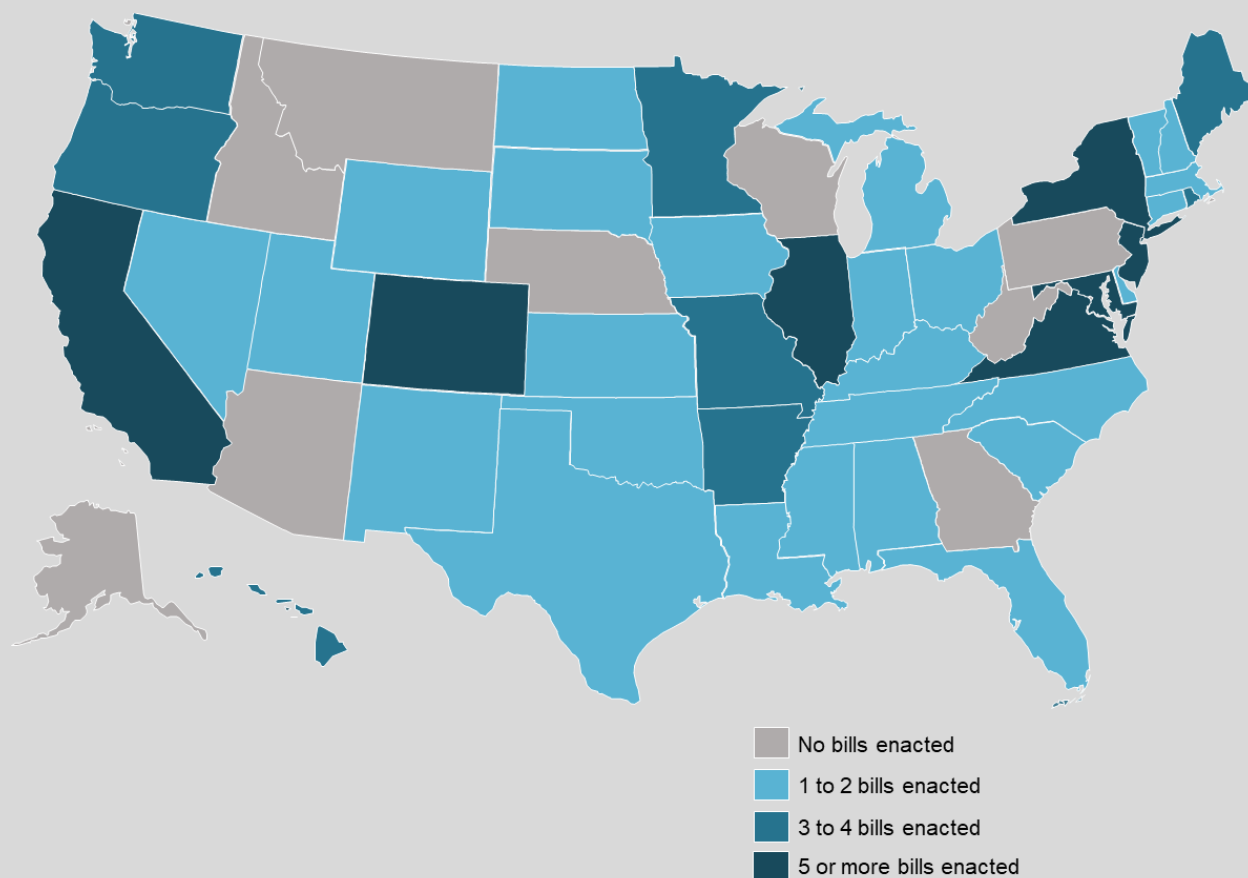 No bills enacted
1 to 2 bills enacted
3 to 4 bills enacted
5 or more bills enacted